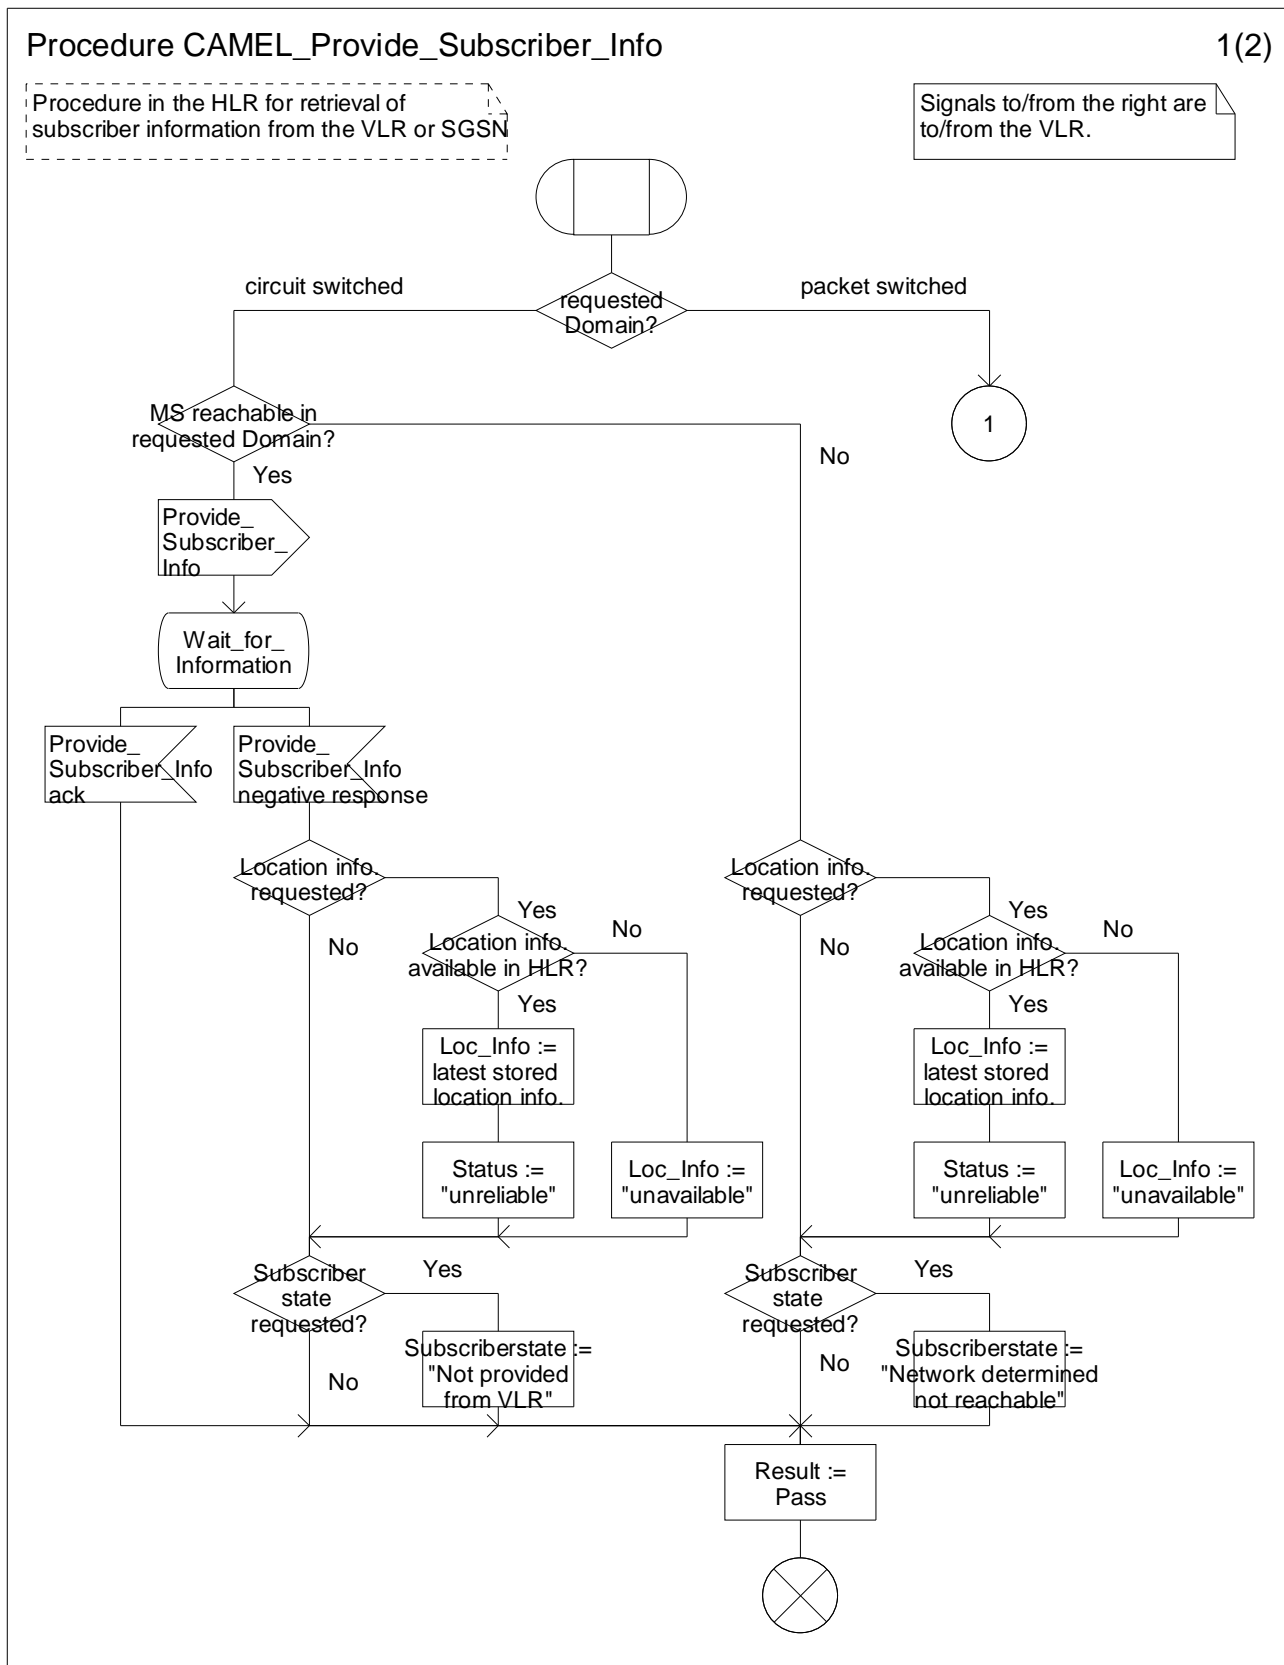 Procedure CAMEL_Provide_Subscriber_Info
1(2)
Procedure in the HLR for retrieval of
subscriber information from the VLR or SGSN
Signals to/from the right are
to/from the VLR.
circuit switched
requested
Domain?
packet switched
MS reachable in
requested Domain?
1
No
Yes
Provide_
Subscriber_
Info
Wait_for_
Information
Provide_
Subscriber_Info
ack
Provide_
Subscriber_Info
negative response
Location info.
requested?
Yes
No
No
Location info.
available in HLR?
Yes
Loc_Info :=
latest stored
location info.
Status :=
"unreliable"
Loc_Info :=
"unavailable"
Subscriber
state
requested?
Yes
No
Subscriberstate :=
"Not provided
from VLR"
Location info.
requested?
Yes
No
No
Location info.
available in HLR?
Yes
Loc_Info :=
latest stored
location info.
Status :=
"unreliable"
Loc_Info :=
"unavailable"
Subscriber
state
requested?
Yes
No
Subscriberstate :=
"Network determined
not reachable"
Result :=
Pass